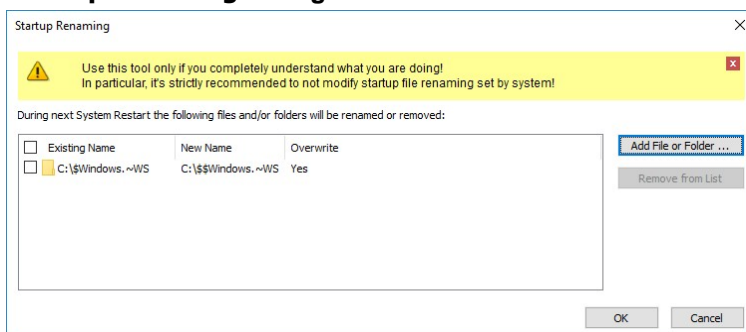 Startup Renaming
Use this tool only if you completely understand what you are doing!
In particular, it's strictly recommended to not modify startup file renaming set by system!
During next System Restart the following files and/or folders will be renamed or removed:
Existing Name New Name Overwrite
C:\$Windows.~WS C:\$$Windows.~WS Yes
Add File or Folder ...
Remove from List
OK Cancel